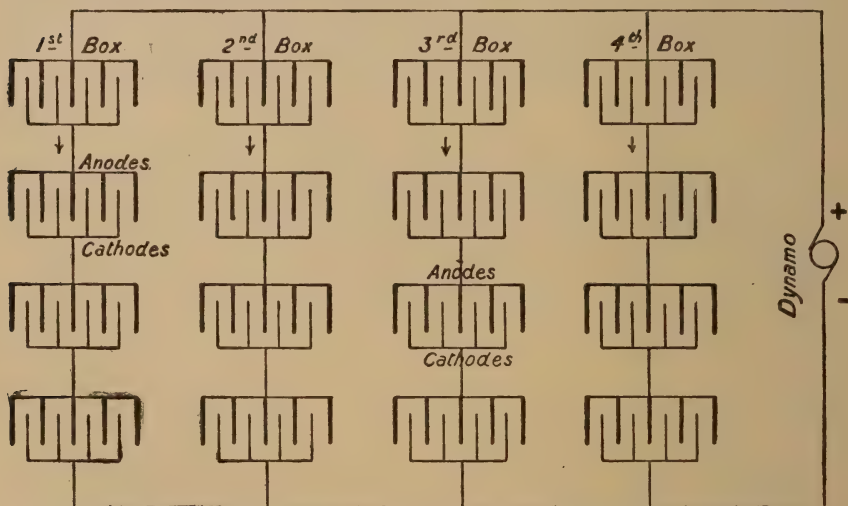 1st Box
2nd Box
3rd Box
4th Box
Anodes.
Cathodes
Anodes
Cathodes
Dynamo
+
-